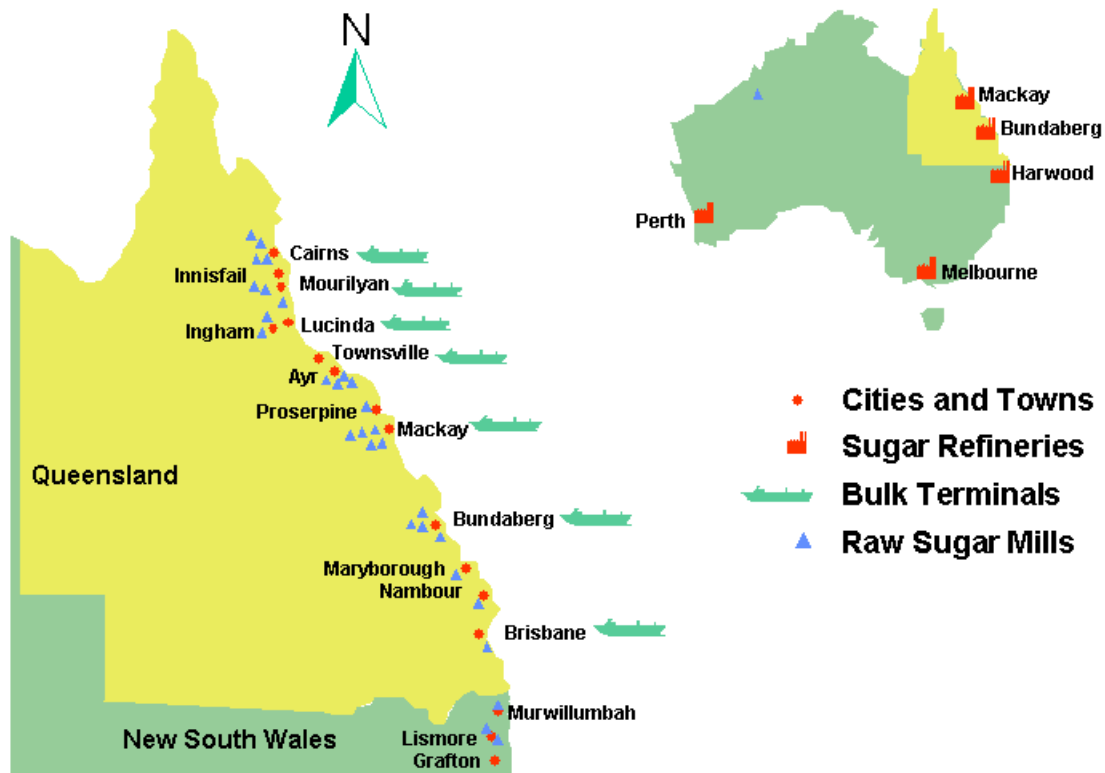 N
Cairns
Innisfail
Mourilyan
Ingham
Lucinda
Townsville
Ayr
Proserpine
Mackay
Queensland
Bundaberg
Maryborough
Nambour
Brisbane
Murwillumbah
New South Wales
Lismore
Grafton
Mackay
Bundaberg
Harwood
Perth
Melbourne
Cities and Towns
Sugar Refineries
Bulk Terminals
Raw Sugar Mills